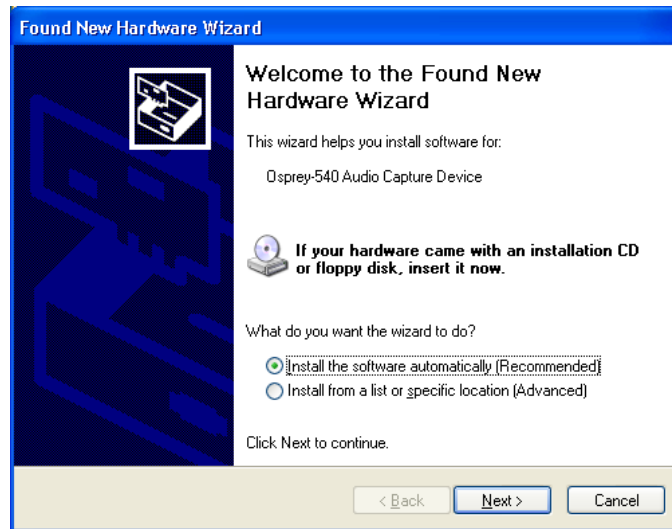 Found New Hardware Wizard
Welcome to the Found New
Hardware Wizard
This wizard helps you install software for:
Osprey-540 Audio Capture Device
If your hardware came with an installation CD
or floppy disk, insert it now.
What do you want the wizard to do?
Install the software automatically (Recommended)
Install from a list or specific location (Advanced)
Click Next to continue.
< Back
Next >
Cancel